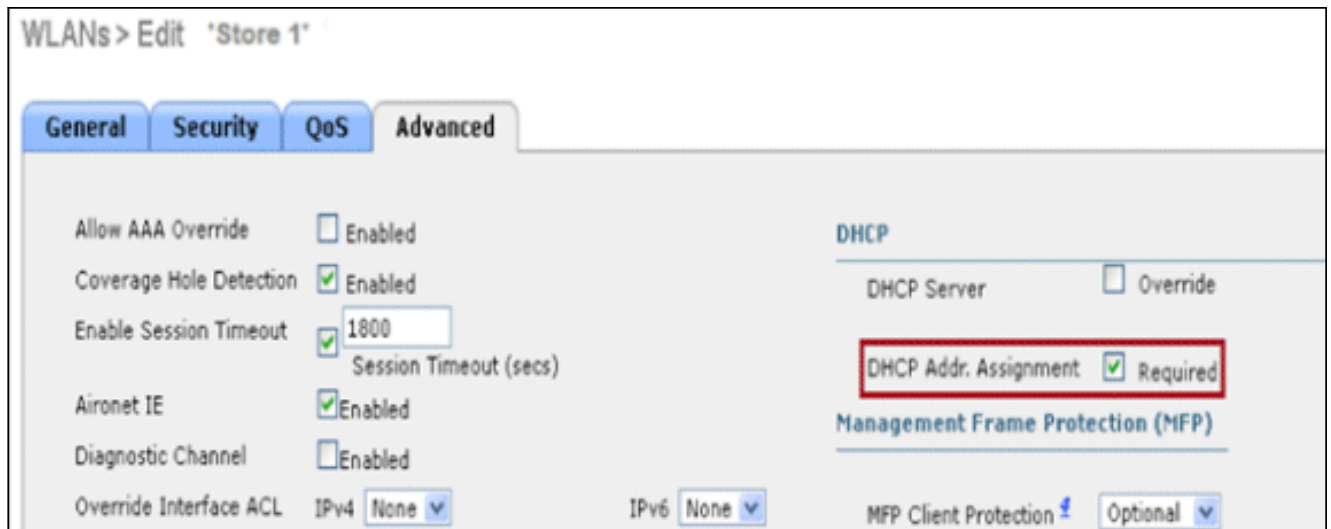 WLANs > Edit 'Store 1'
General Security QoS Advanced
Allow AAA Override Enabled
Coverage Hole Detection Enabled
Enable Session Timeout 1800
Session Timeout (secs)
Aironet IE Enabled
Diagnostic Channel Enabled
Override Interface ACL IPv4 None IPv6 None
DHCP
DHCP Server Override
DHCP Addr. Assignment Required
Management Frame Protection (MFP)
MFP Client Protection 4 Optional